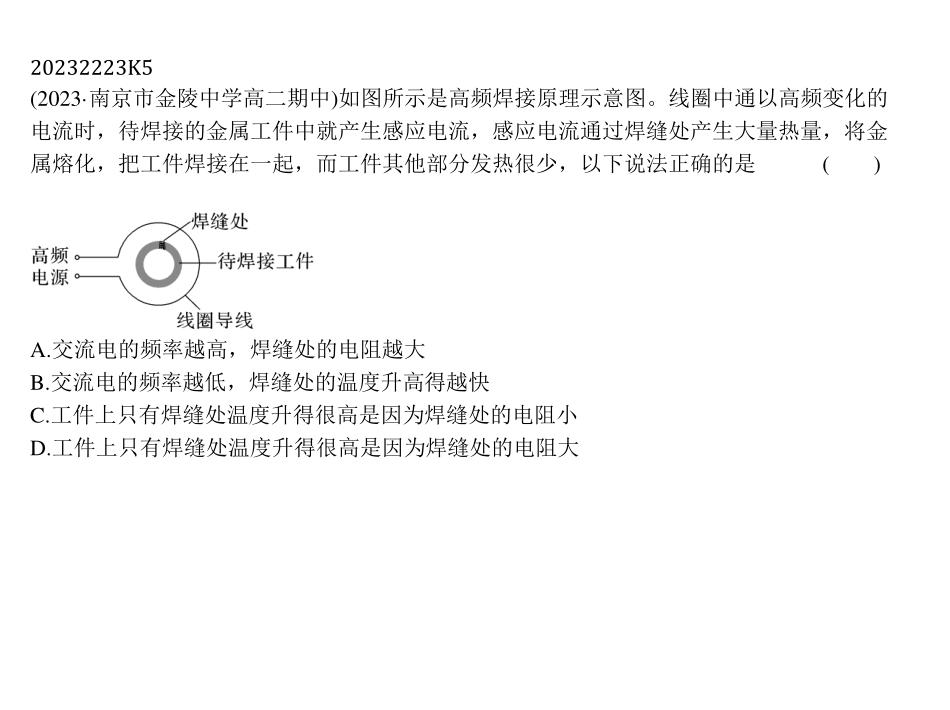 20232223K5
(2023·南京市金陵中学高二期中)如图所示是高频焊接原理示意图。线圈中通以高频变化的
电流时，待焊接的金属工件中就产生感应电流，感应电流通过焊缝处产生大量热量，将金
属熔化，把工件焊接在一起，而工件其他部分发热很少，以下说法正确的是 ( )
焊缝处
高频
电源
待焊接工件
线圈导线
A.交流电的频率越高，焊缝处的电阻越大
B.交流电的频率越低，焊缝处的温度升高得越快
C.工件上只有焊缝处温度升得很高是因为焊缝处的电阻小
D.工件上只有焊缝处温度升得很高是因为焊缝处的电阻大